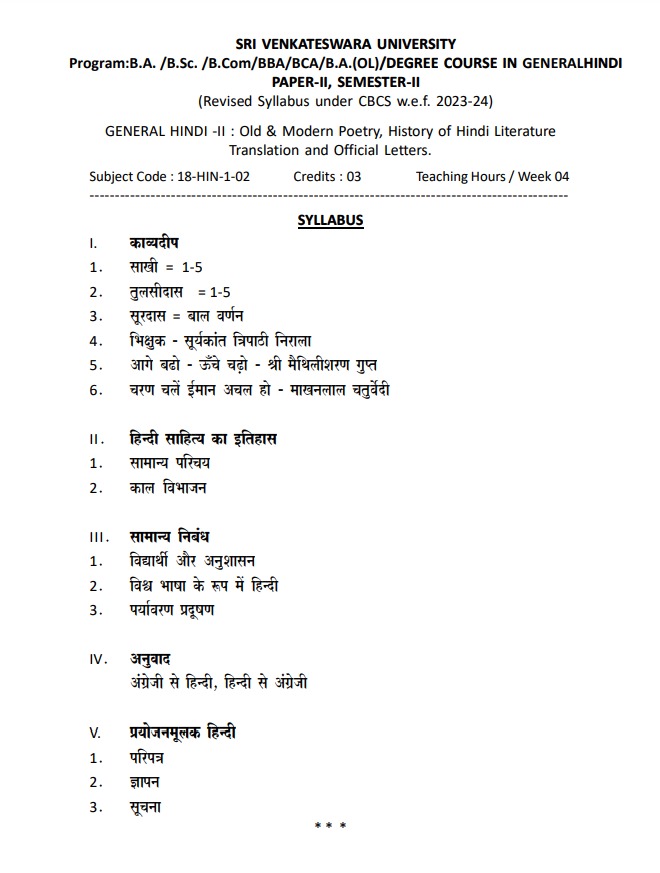 SRI VENKATESWARA UNIVERSITY
Program:B.A. /B.Sc. /B.Com/BBA/BCA/B.A.(OL)/DEGREE COURSE IN GENERALHINDI
PAPER-II, SEMESTER-II
(Revised Syllabus under CBCS w.e.f. 2023-24)
GENERAL HINDI -II : Old & Modern Poetry, History of Hindi Literature
Translation and Official Letters.
Subject Code : 18-HIN-1-02 Credits : 03 Teaching Hours / Week 04
---------------------------------------------------------------------------------------------
SYLLABUS
I. काव्यदीप
1. साखी = 1-5
2. तुलसीदास = 1-5
3. सूरदास = बाल वर्णन
4. भिक्षुक - सूर्यकांत त्रिपाठी निराला
5. आगे बढो - ऊँचे चढ़ो - श्री मैथिलीशरण गुप्त
6. चरण चलें ईमान अचल हो - माखनलाल चतुर्वेदी
II. हिन्दी साहित्य का इतिहास
1. सामान्य परिचय
2. काल विभाजन
III. सामान्य निबंध
1. विद्यार्थी और अनुशासन
2. विश्व भाषा के रूप में हिन्दी
3. पर्यावरण प्रदूषण
IV. अनुवाद
अंग्रेजी से हिन्दी, हिन्दी से अंग्रेजी
V. प्रयोजनमूलक हिन्दी
1. परिपत्र
2. ज्ञापन
3. सूचना
* * *